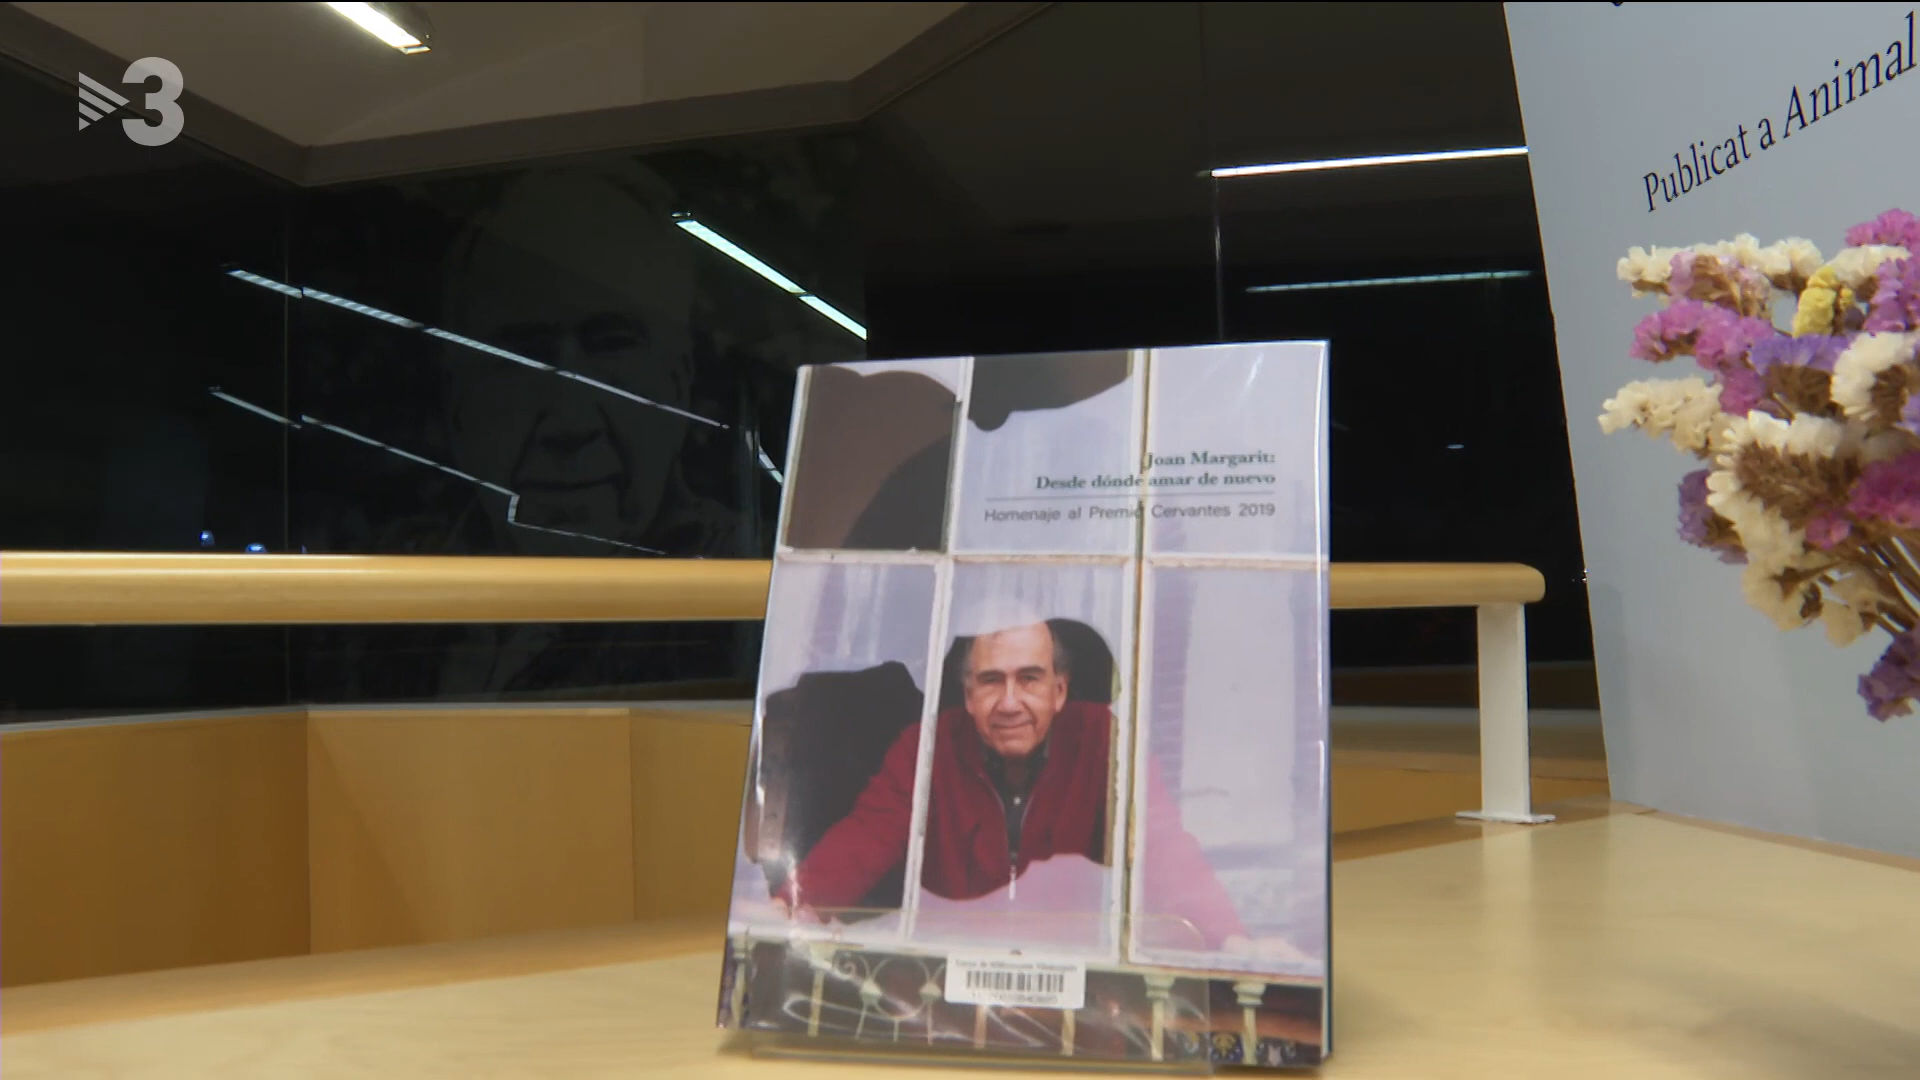 3
Publicat a Animal
Joan Margarit:
Desde dónde amar de nuevo
Homenaje al Premio Cervantes 2019